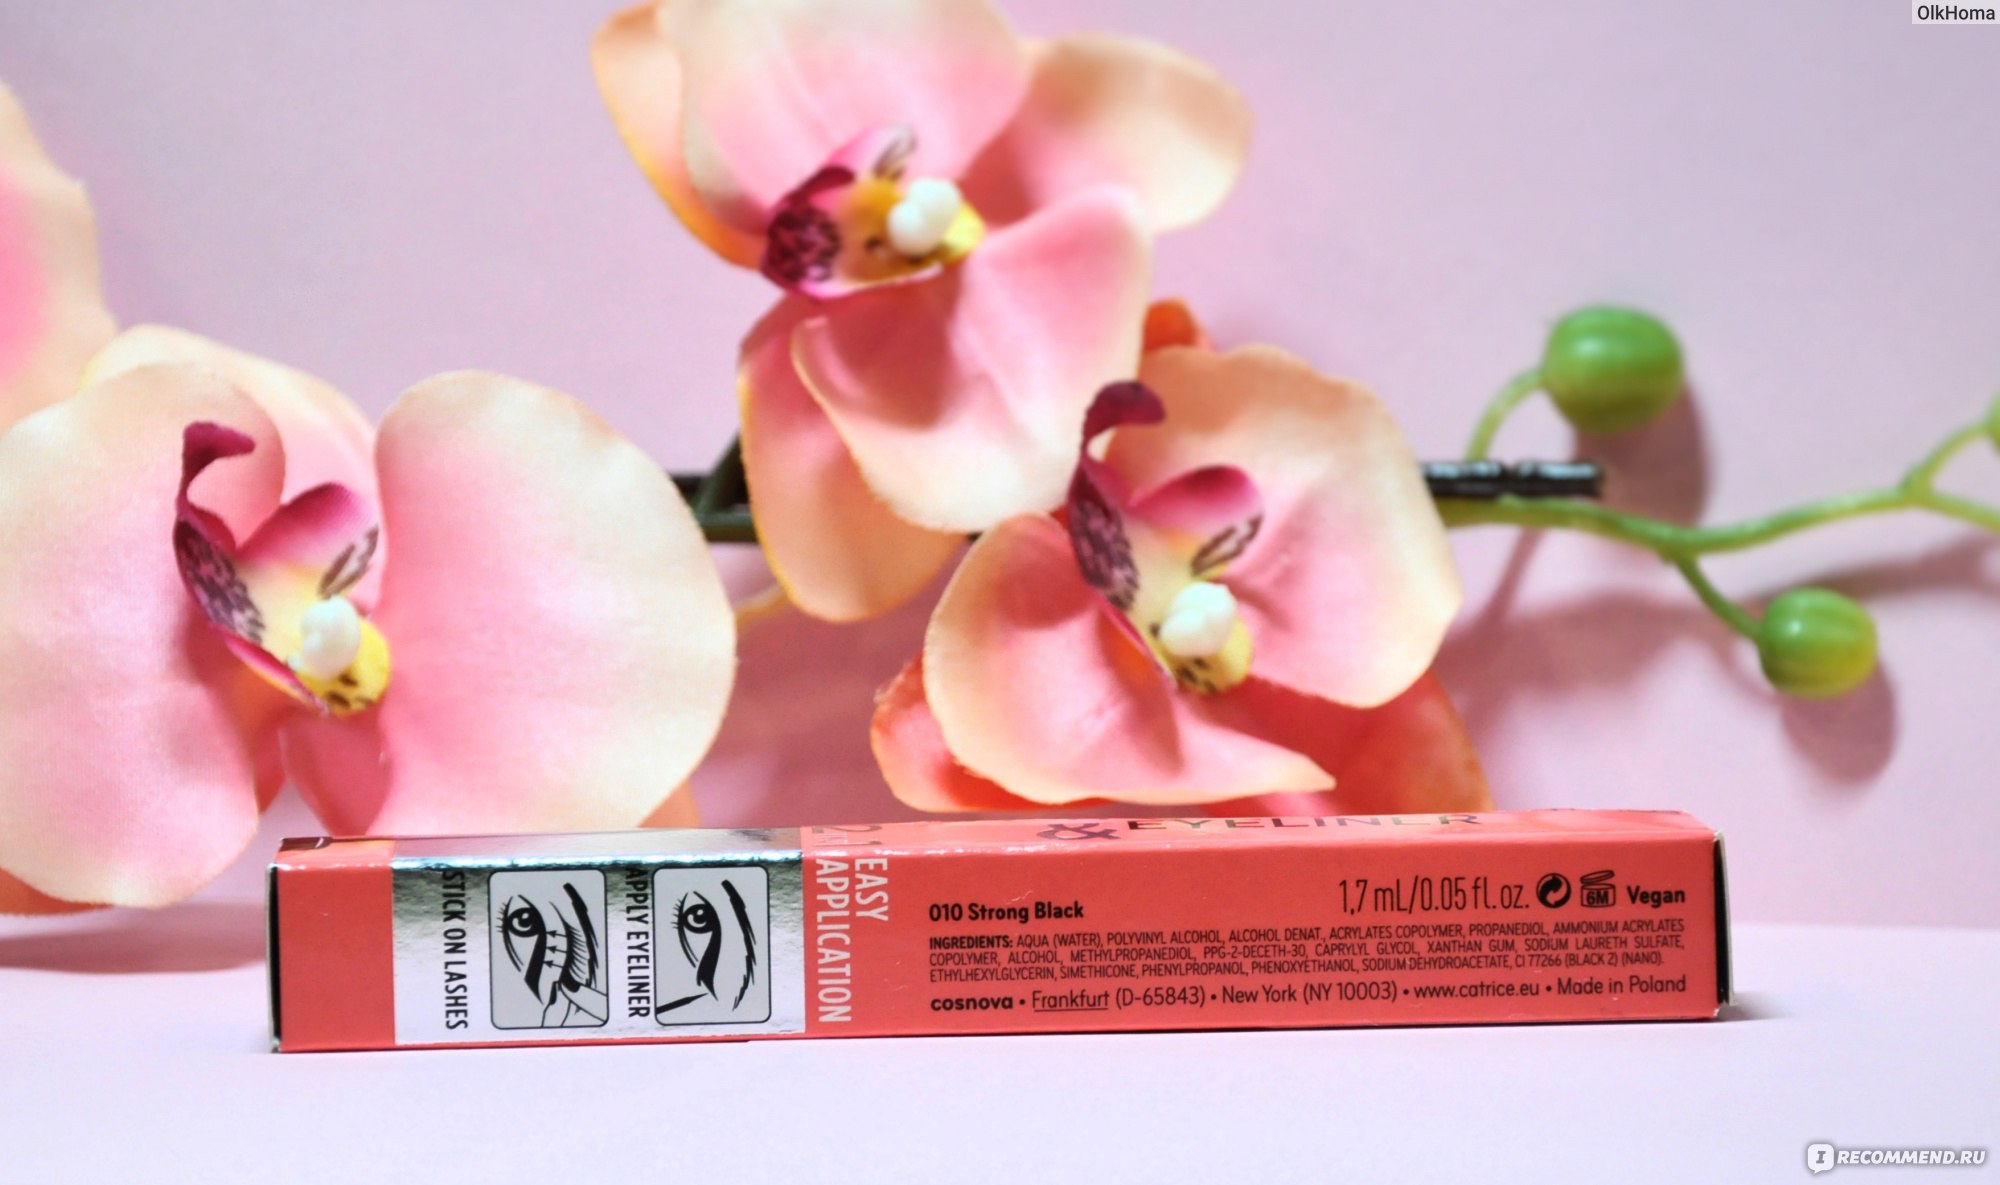 OlkHoma
& EYELINER
EASY
APPLICATION
APPLY EYELINER
STICK ON LASHES
010 Strong Black
1,7 mL/0.05 fl. oz. 6M Vegan
INGREDIENTS: AQUA (WATER), POLYVINYL ALCOHOL, ALCOHOL DENAT., ACRYLATES COPOLYMER, PROPANEDIOL, AMMONIUM ACRYLATES
COPOLYMER, ALCOHOL, METHYLPROPANEDIOL, PPG-2-DECETH-30, CAPRYLYL GLYCOL, XANTHAN GUM, SODIUM LAURETH SULFATE,
ETHYLHEXYLGLYCERIN, SIMETHICONE, PHENYLPROPANOL, PHENOXYETHANOL, SODIUM DEHYDROACETATE, CI 77266 (BLACK 2) (NANO).
cosnova • Frankfurt (D-65843) • New York (NY 10003) • www.catrice.eu • Made in Poland
IRECOMMEND.RU